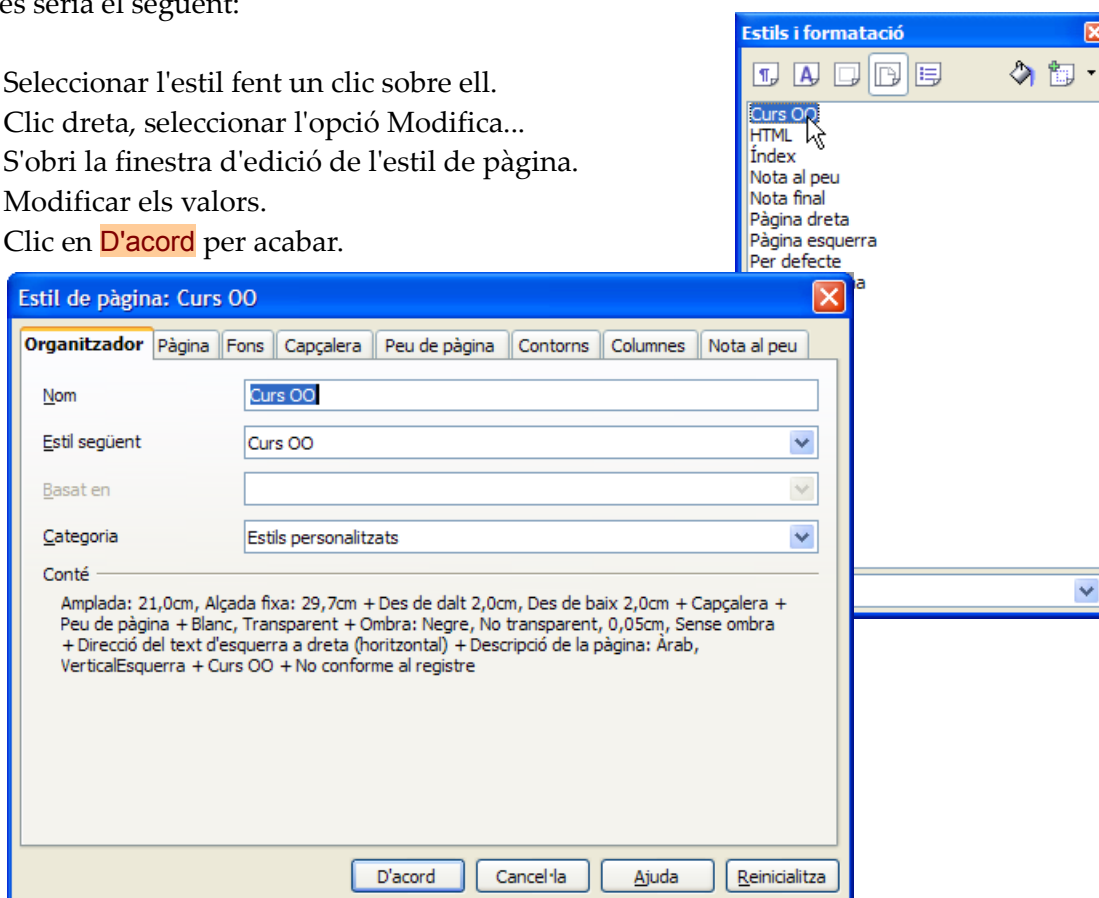 es seria el següent:
Seleccionar l'estil fent un clic sobre ell.
Clic dreta, seleccionar l'opció Modifica...
S'obri la finestra d'edició de l'estil de pàgina.
Modificar els valors.
Clic en D'acord per acabar.
Estils i formatació
Curs OO
HTML
Índex
Nota al peu
Nota final
Pàgina dreta
Pàgina esquerra
Per defecte
a
Estil de pàgina: Curs OO
Organitzador Pàgina Fons Capçalera Peu de pàgina Contorns Columnes Nota al peu
Nom Curs OO
Estil següent Curs OO
Basat en
Categoria Estils personalitzats
Conté
Amplada: 21,0cm, Alçada fixa: 29,7cm + Des de dalt 2,0cm, Des de baix 2,0cm + Capçalera +
Peu de pàgina + Blanc, Transparent + Ombra: Negre, No transparent, 0,05cm, Sense ombra
+ Direcció del text d'esquerra a dreta (horitzontal) + Descripció de la pàgina: Àrab,
VerticalEsquerra + Curs OO + No conforme al registre
D'acord Cancel·la Ajuda Reinicialitza